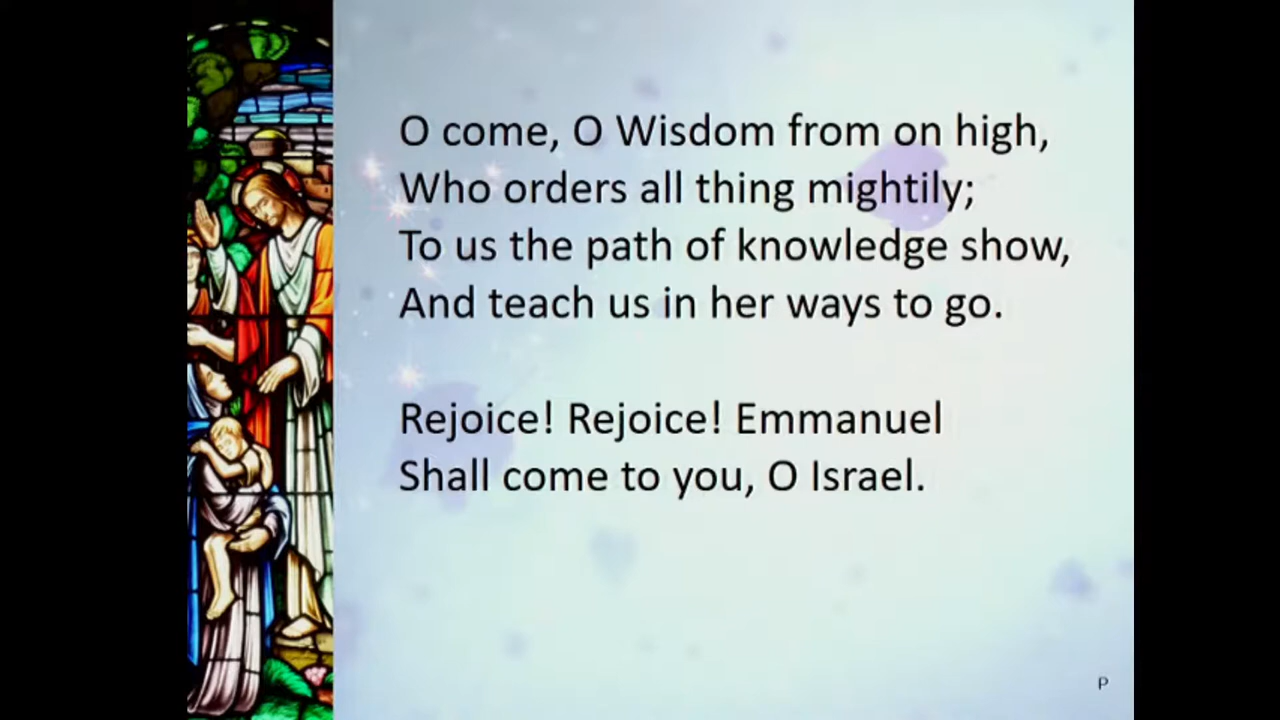 O come, O Wisdom from on high,
Who orders all thing mightily;
To us the path of knowledge show,
And teach us in her ways to go.
Rejoice! Rejoice! Emmanuel
Shall come to you, O Israel.
P